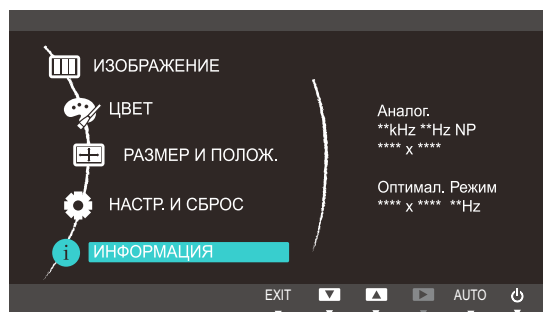 ИЗОБРАЖЕНИЕ
ЦВЕТ
РАЗМЕР И ПОЛОЖ.
НАСТР. И СБРОС
i ИНФОРМАЦИЯ
Аналог.
**kHz **Hz NP
**** x ****
Оптимал. Режим
**** x **** **Hz
EXIT AUTO